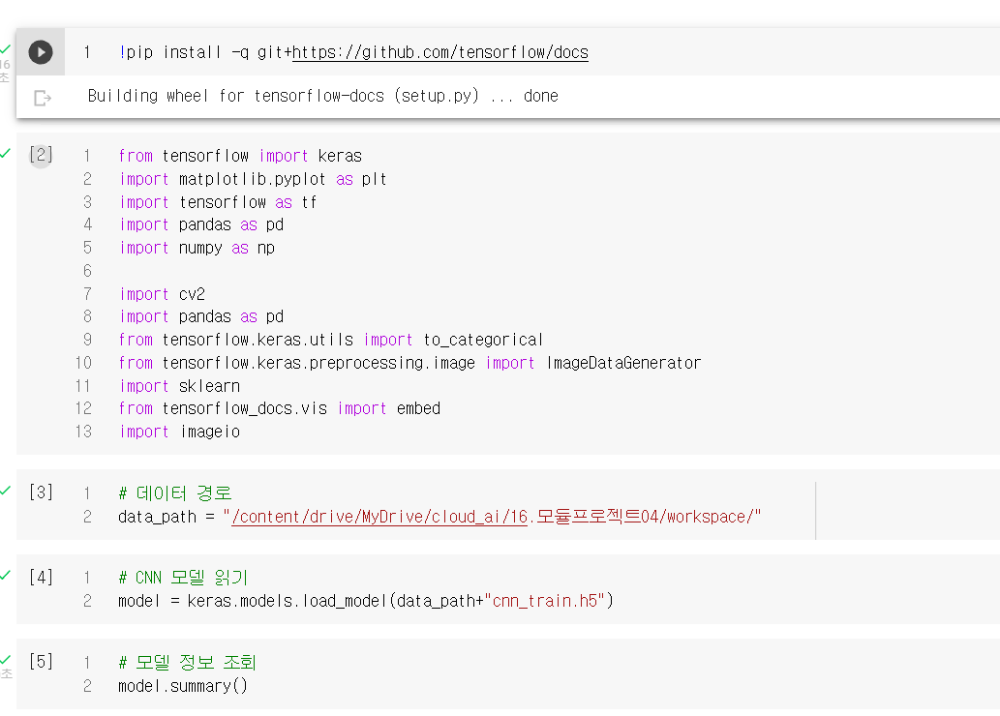 1 !pip install -q git+https://github.com/tensorflow/docs
16
초
Building wheel for tensorflow-docs (setup.py) ... done
[2] 1 from tensorflow import keras
2 import matplotlib.pyplot as plt
3 import tensorflow as tf
4 import pandas as pd
5 import numpy as np
6
7 import cv2
8 import pandas as pd
9 from tensorflow.keras.utils import to_categorical
10 from tensorflow.keras.preprocessing.image import ImageDataGenerator
11 import sklearn
12 from tensorflow_docs.vis import embed
13 import imageio
[3] 1 # 데이터 경로
2 data_path = "/content/drive/MyDrive/cloud_ai/16.모듈프로젝트04/workspace/"
[4] 1 # CNN 모델 읽기
2 model = keras.models.load_model(data_path+"cnn_train.h5")
[5] 1 # 모델 정보 조회
초 2 model.summary()